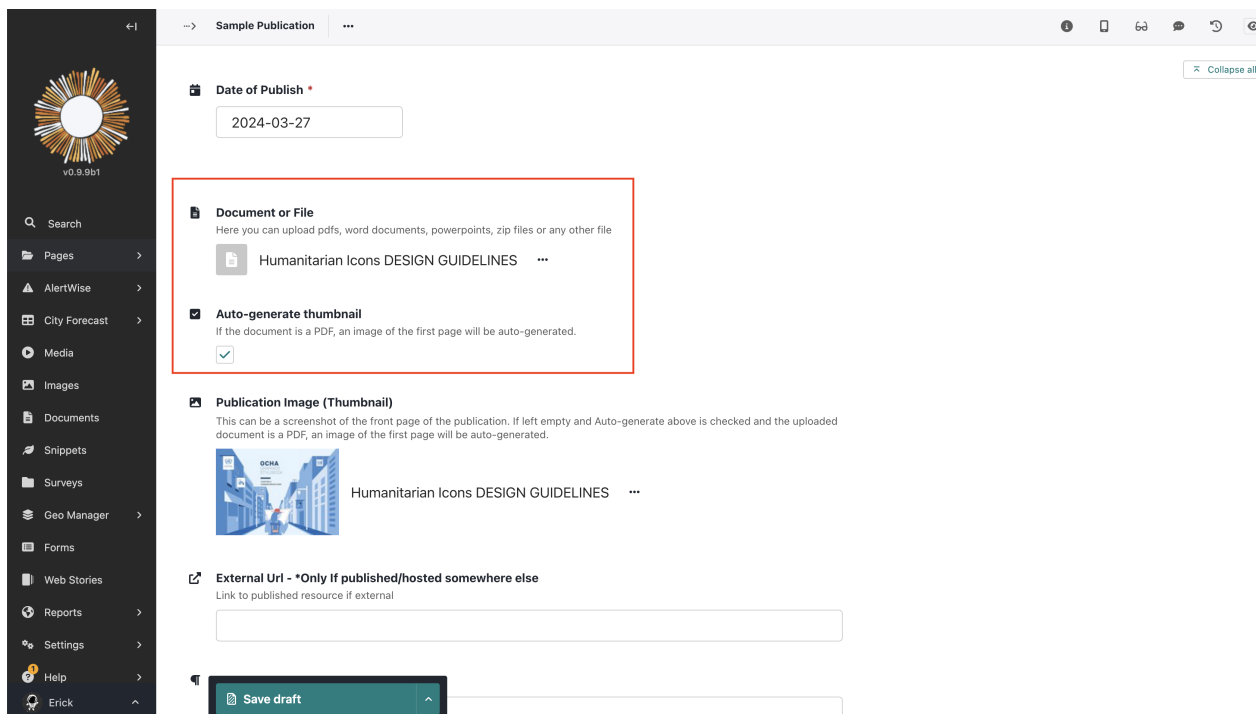 Sample Publication
Collapse all
v0.9.9b1
Search
Pages
AlertWise
City Forecast
Media
Images
Documents
Snippets
Surveys
Geo Manager
Forms
Web Stories
Reports
Settings
1
Help
Erick
Date of Publish *
2024-03-27
Document or File
Here you can upload pdfs, word documents, powerpoints, zip files or any other file
Humanitarian Icons DESIGN GUIDELINES
Auto-generate thumbnail
If the document is a PDF, an image of the first page will be auto-generated.
Publication Image (Thumbnail)
This can be a screenshot of the front page of the publication. If left empty and Auto-generate above is checked and the uploaded
document is a PDF, an image of the first page will be auto-generated.
OCHA
Humanitarian Icons DESIGN GUIDELINES
External Url - *Only If published/hosted somewhere else
Link to published resource if external
Save draft